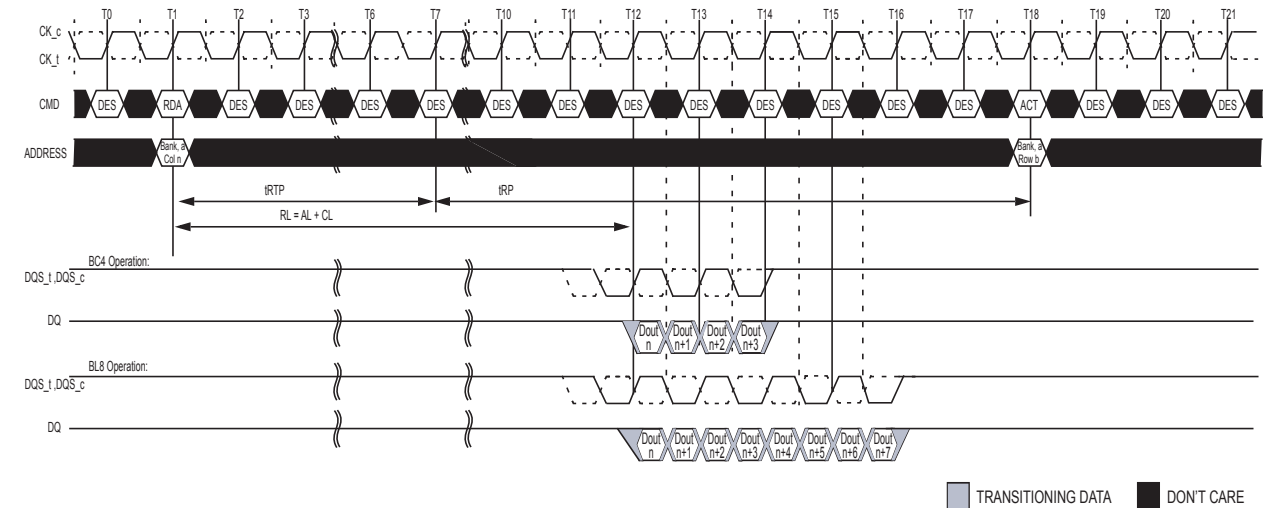 T0 T1 T2 T3 T6 T7 T10 T11 T12 T13 T14 T15 T16 T17 T18 T19 T20 T21
CK_c
CK_t
CMD DES RDA DES DES DES DES DES DES DES DES DES DES DES DES ACT DES DES DES
ADDRESS
Bank, a
Col n
Bank, a
Row b
tRTP tRP
RL = AL + CL
BC4 Operation:
DQS_t ,DQS_c
DQ
Dout
n
Dout
n+1
Dout
n+2
Dout
n+3
BL8 Operation:
DQS_t ,DQS_c
DQ
Dout
n
Dout
n+1
Dout
n+2
Dout
n+3
Dout
n+4
Dout
n+5
Dout
n+6
Dout
n+7
TRANSITIONING DATA DON'T CARE